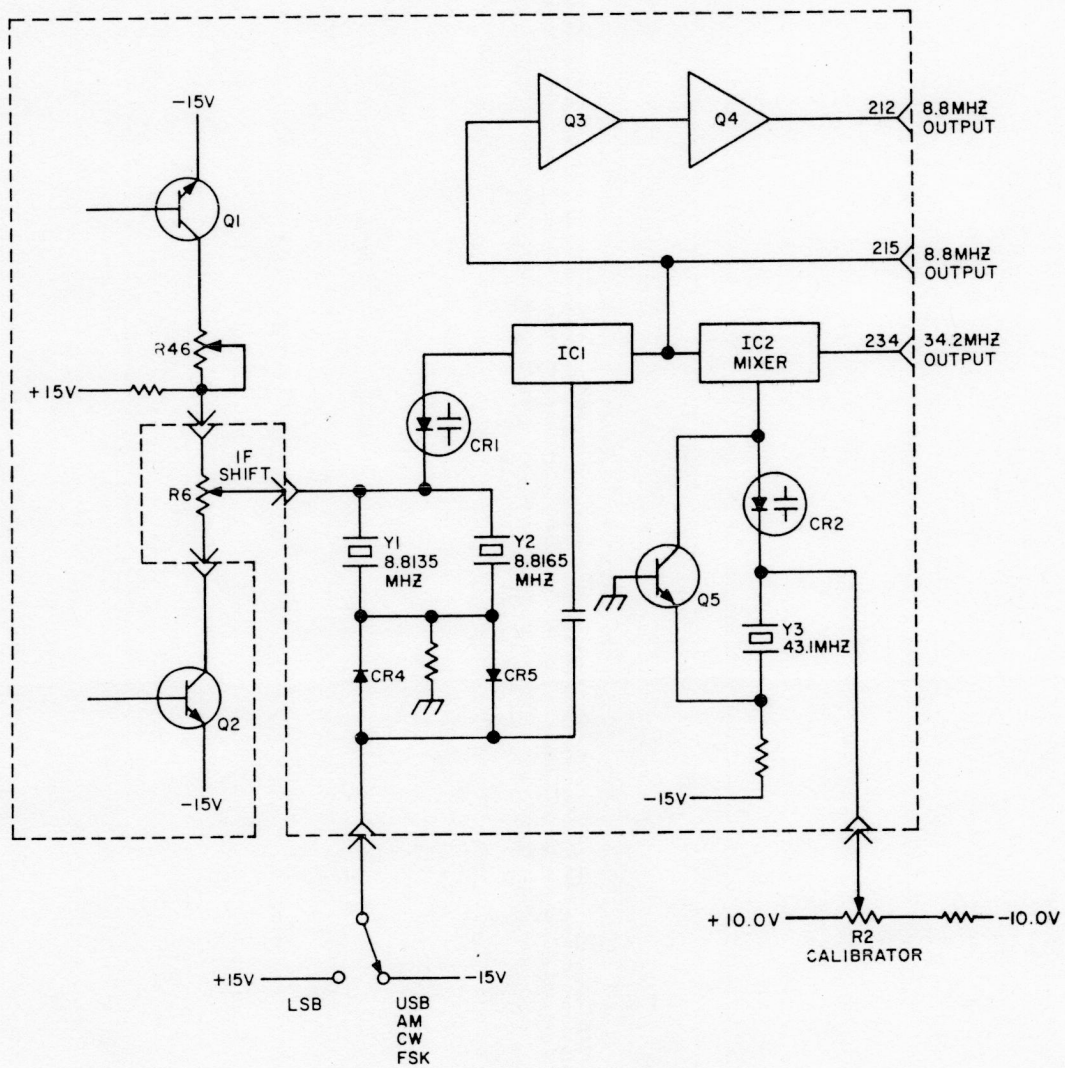 -15V
Q1
R46
+15V
IF
SHIFT
R6
Q2
-15V
Q3
Q4
212
8.8MHZ
OUTPUT
215
8.8MHZ
OUTPUT
IC1
IC2
MIXER
234
34.2MHZ
OUTPUT
CR1
CR2
Y1
8.8135
MHZ
Y2
8.8165
MHZ
Q5
Y3
43.1MHZ
CR4
CR5
-15V
+10.0V
-10.0V
R2
CALIBRATOR
+15V
-15V
LSB
USB
AM
CW
FSK